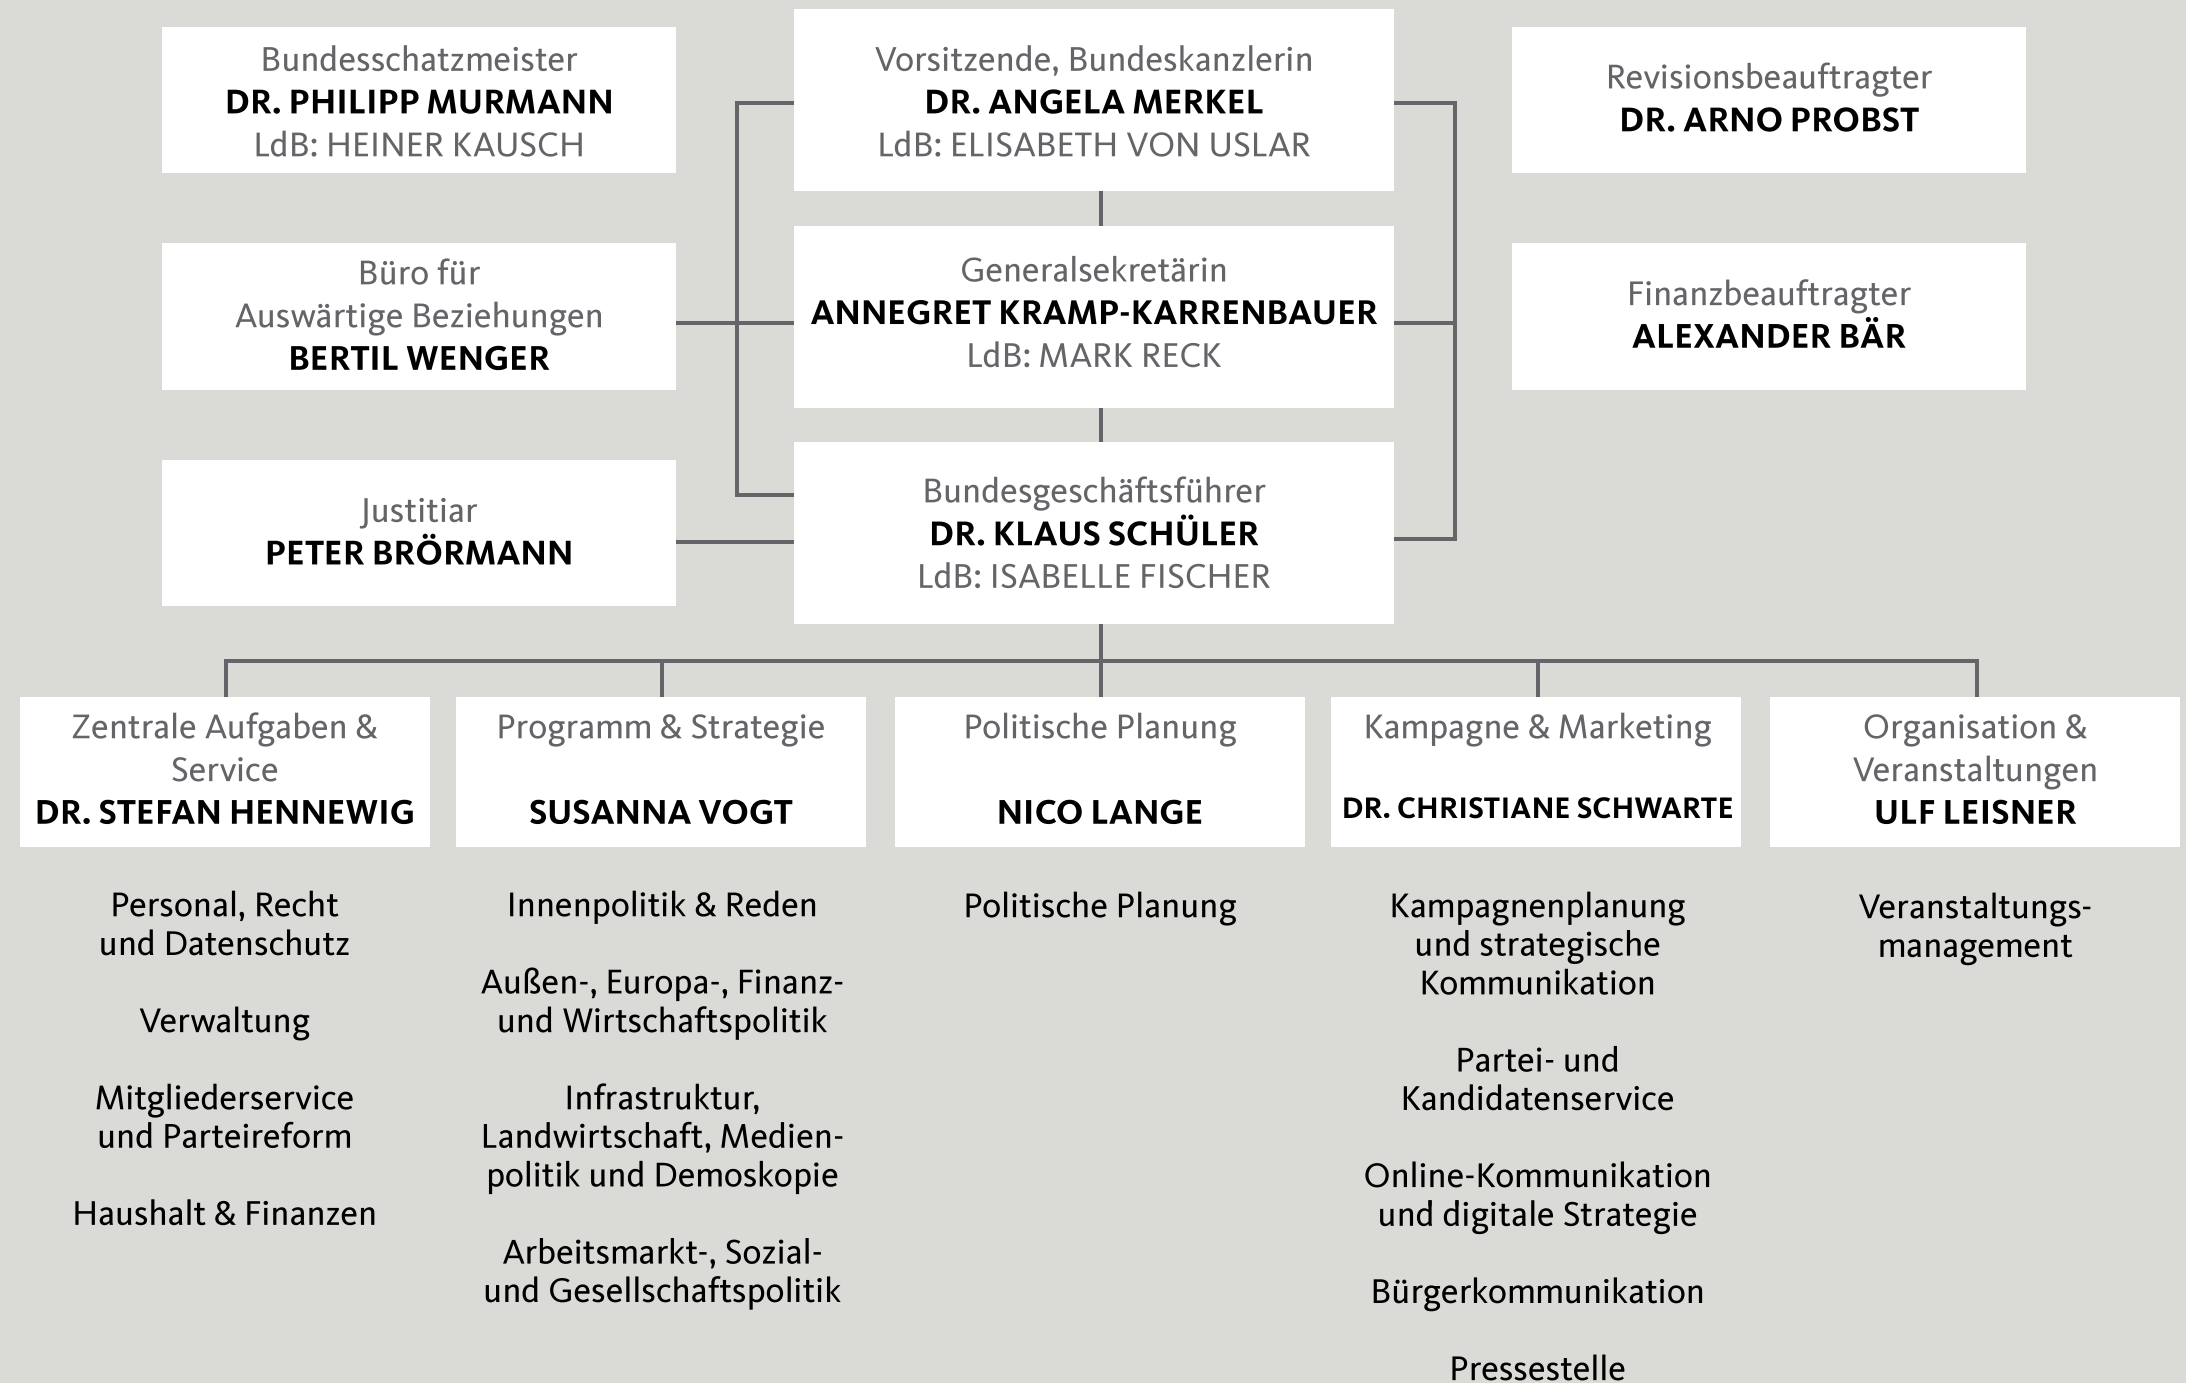 Bundesschatzmeister
DR. PHILIPP MURMANN
LdB: HEINER KAUSCH
Vorsitzende, Bundeskanzlerin
DR. ANGELA MERKEL
LdB: ELISABETH VON USLAR
Revisionsbeauftragter
DR. ARNO PROBST
Büro für
Auswärtige Beziehungen
BERTIL WENGER
Generalsekretärin
ANNEGRET KRAMP-KARRENBAUER
LdB: MARK RECK
Finanzbeauftragter
ALEXANDER BÄR
Justitiar
PETER BRÖRMANN
Bundesgeschäftsführer
DR. KLAUS SCHÜLER
LdB: ISABELLE FISCHER
Zentrale Aufgaben &
Service
DR. STEFAN HENNEWIG
Personal, Recht
und Datenschutz
Verwaltung
Mitgliederservice
und Parteireform
Haushalt & Finanzen
Programm & Strategie
SUSANNA VOGT
Innenpolitik & Reden
Außen-, Europa-, Finanz-
und Wirtschaftspolitik
Infrastruktur,
Landwirtschaft, Medien-
politik und Demoskopie
Arbeitsmarkt-, Sozial-
und Gesellschaftspolitik
Politische Planung
NICO LANGE
Politische Planung
Kampagne & Marketing
DR. CHRISTIANE SCHWARTE
Kampagnenplanung
und strategische
Kommunikation
Partei- und
Kandidatenservice
Online-Kommunikation
und digitale Strategie
Bürgerkommunikation
Pressestelle
Organisation &
Veranstaltungen
ULF LEISNER
Veranstaltungs-
management